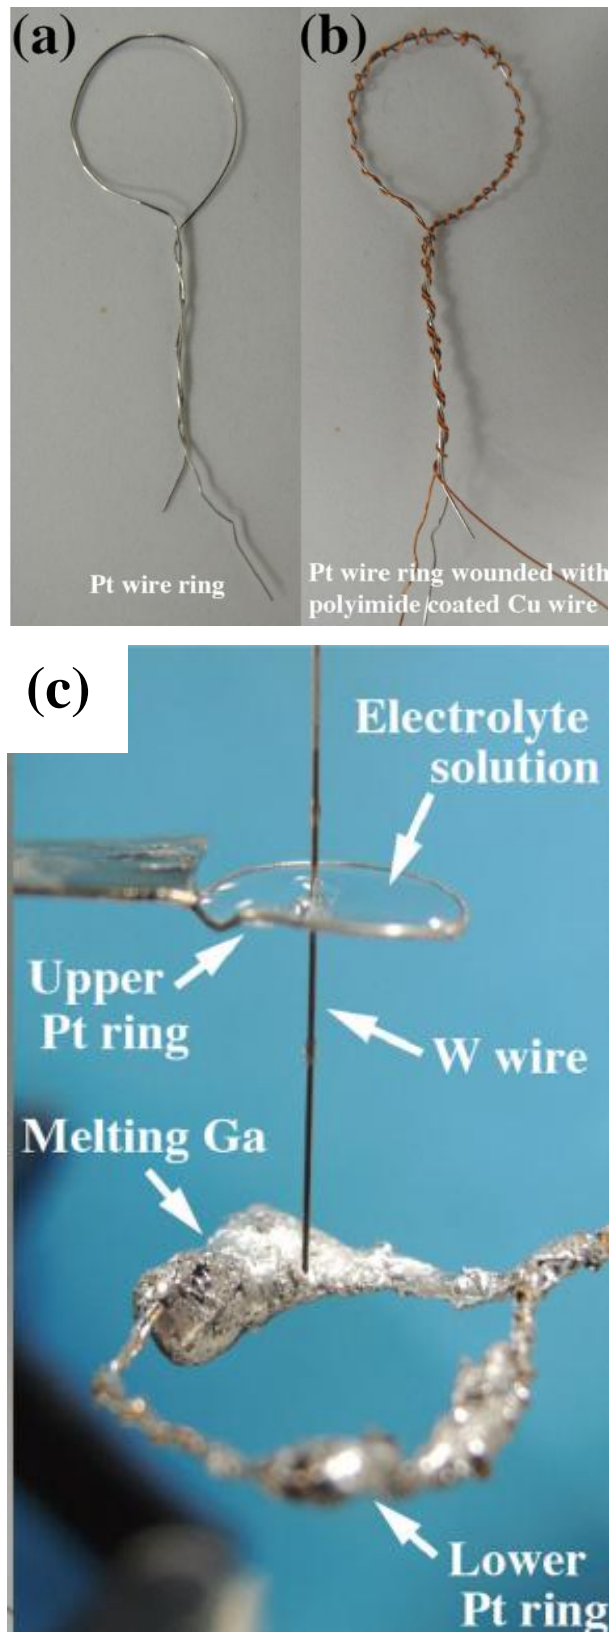 (a)
(b)
Pt wire ring
Pt wire ring wounded with
polyimide coated Cu wire
(c)
Electrolyte
solution
Upper
Pt ring
W wire
Melting Ga
Lower
Pt ring